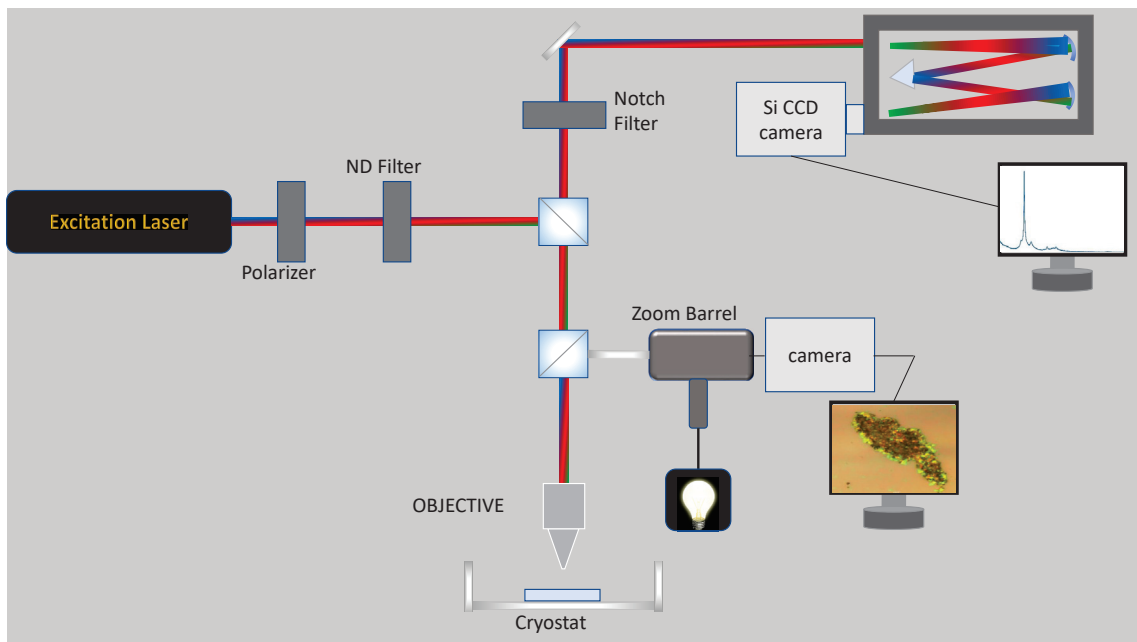 Notch
Filter
Si CCD
camera
ND Filter
Excitation Laser
Polarizer
Zoom Barrel
camera
OBJECTIVE
Cryostat